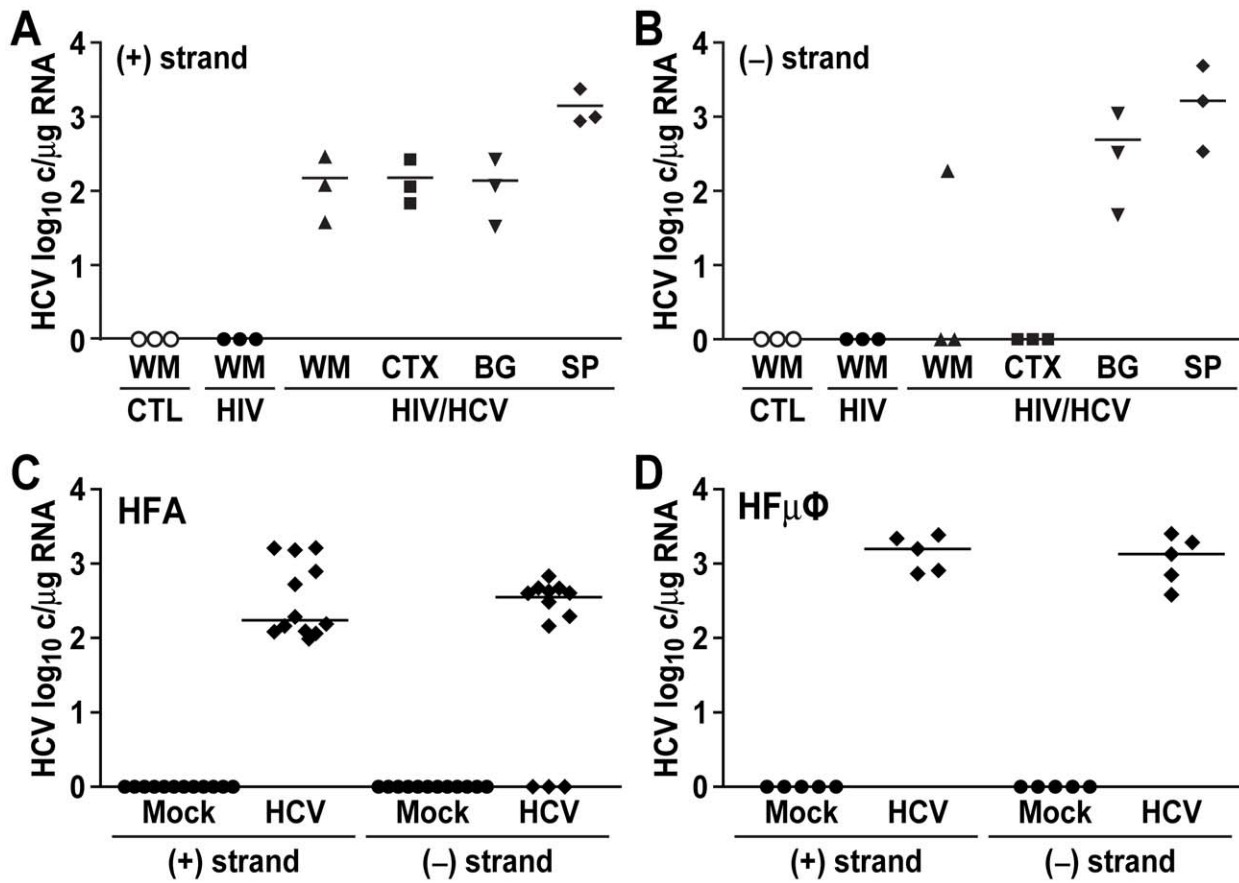 A
(+) strand
HCV log10 c/μg RNA
4
3
2
1
0
WM WM WM CTX BG SP
CTL HIV HIV/HCV
B
(–) strand
HCV log10 c/μg RNA
4
3
2
1
0
WM WM WM CTX BG SP
CTL HIV HIV/HCV
C
HFA
HCV log10 c/μg RNA
4
3
2
1
0
Mock HCV Mock HCV
(+) strand (–) strand
D
HFμΦ
HCV log10 c/μg RNA
4
3
2
1
0
Mock HCV Mock HCV
(+) strand (–) strand